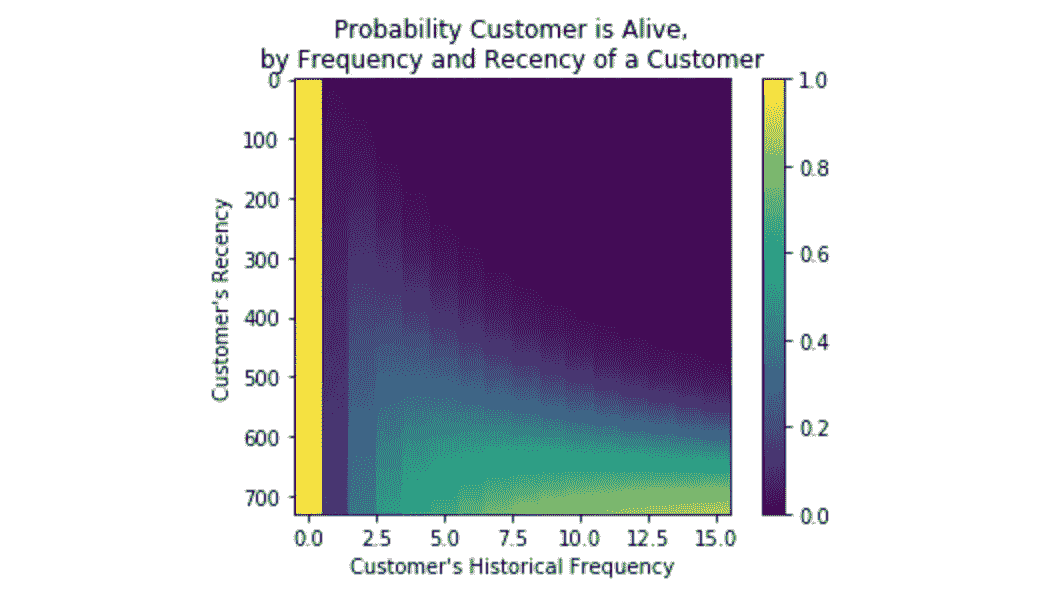 Probability Customer is Alive,
by Frequency and Recency of a Customer
0
100
200
300
400
500
600
700
Customer's Recency
0.0 2.5 5.0 7.5 10.0 12.5 15.0
Customer's Historical Frequency
1.0
0.8
0.6
0.4
0.2
0.0